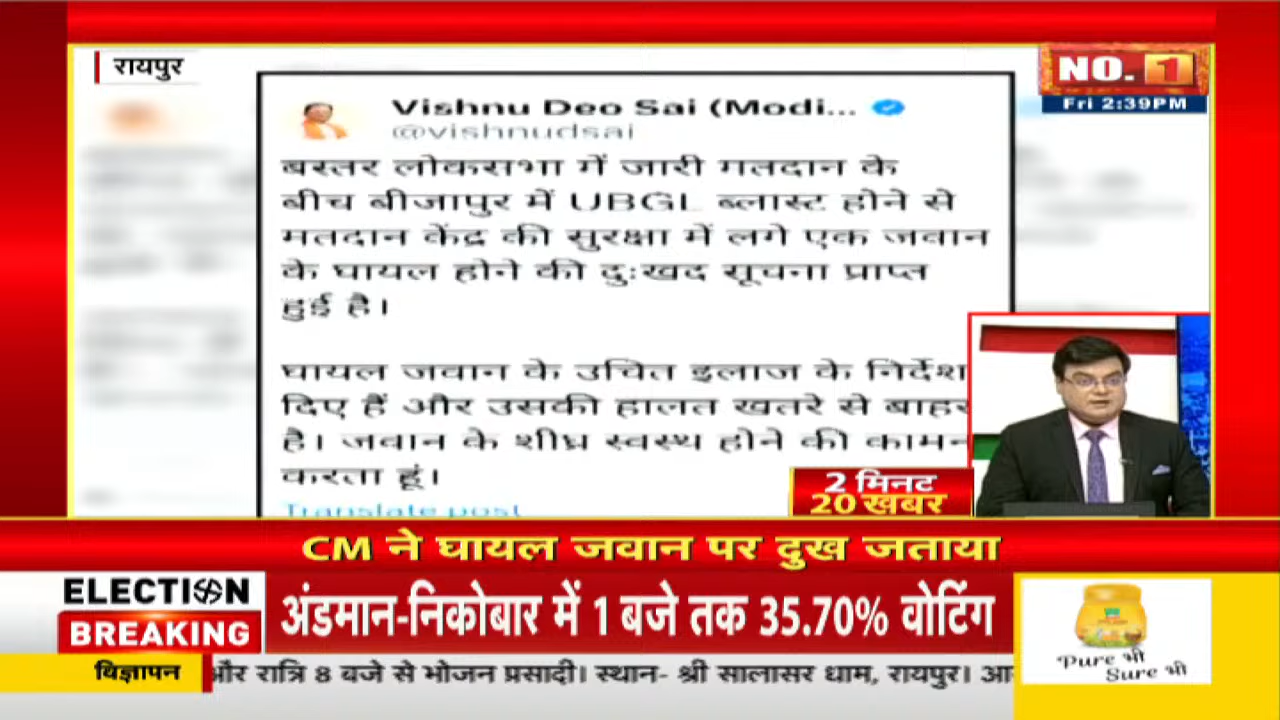 रायपुर
NO. 1
Fri 2:39PM
Vishnu Deo Sai (Modi...
@vishnudsai
बस्तर लोकसभा में जारी मतदान के
बीच बीजापुर में UBGL ब्लास्ट होने से
मतदान केंद्र की सुरक्षा में लगे एक जवान
के घायल होने की दुःखद सूचना प्राप्त
हुई है।
घायल जवान के उचित इलाज के निर्देश
दिए हैं और उसकी हालत खतरे से बाहर
है। जवान के शीघ्र स्वस्थ होने की कामन
करता हूं।
Translate post
2 मिनट
20 खबर
CM ने घायल जवान पर दुख जताया
ELECTION
BREAKING
अंडमान-निकोबार में 1 बजे तक 35.70% वोटिंग
विज्ञापन
और रात्रि 8 बजे से भोजन प्रसादी। स्थान- श्री सालासर धाम, रायपुर। आ
Pure भी
Sure भी